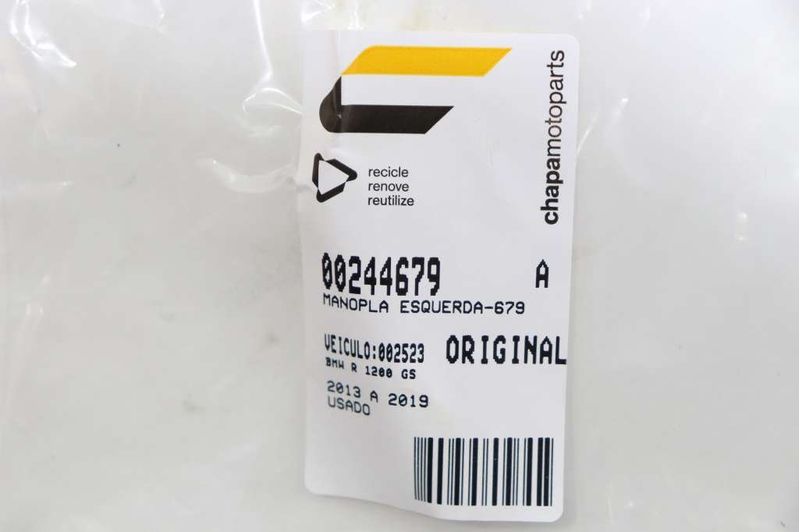 chapamotoparts
recicle
renove
reutilize
00244679 A
MANOPLA ESQUERDA-679
VEICULO:002523 ORIGINAL
BMW R 1200 GS
2013 A 2019
USADO